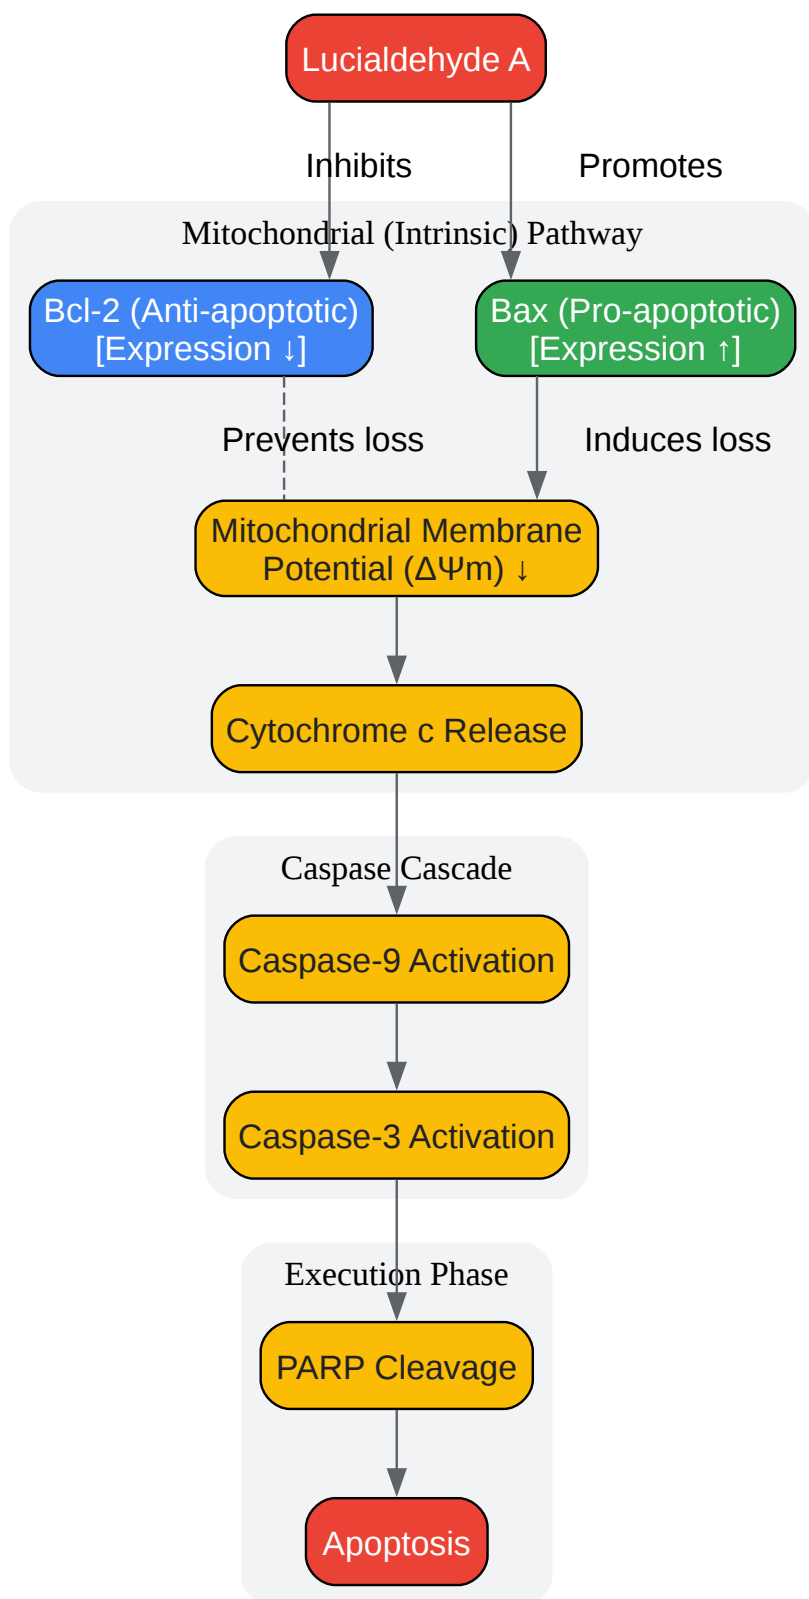 Lucialdehyde A
Inhibits
Promotes
Mitochondrial (Intrinsic) Pathway
Bcl-2 (Anti-apoptotic)
[Expression ↓]
Bax (Pro-apoptotic)
[Expression ↑]
Prevents loss
Induces loss
Mitochondrial Membrane
Potential (ΔΨm) ↓
Cytochrome c Release
Caspase Cascade
Caspase-9 Activation
Caspase-3 Activation
Execution Phase
PARP Cleavage
Apoptosis